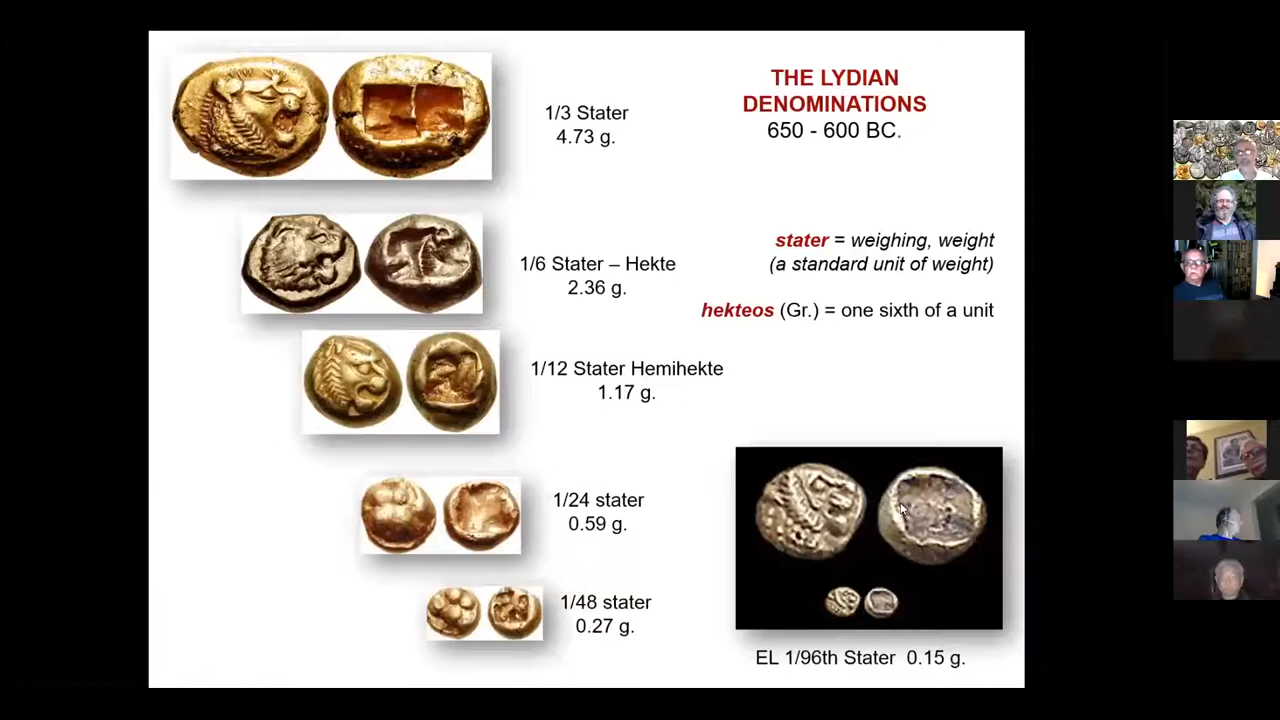 THE LYDIAN
DENOMINATIONS
650 - 600 BC.
1/3 Stater
4.73 g.
stater = weighing, weight
(a standard unit of weight)
1/6 Stater – Hekte
2.36 g.
hekteos (Gr.) = one sixth of a unit
1/12 Stater Hemihekte
1.17 g.
1/24 stater
0.59 g.
1/48 stater
0.27 g.
EL 1/96th Stater 0.15 g.